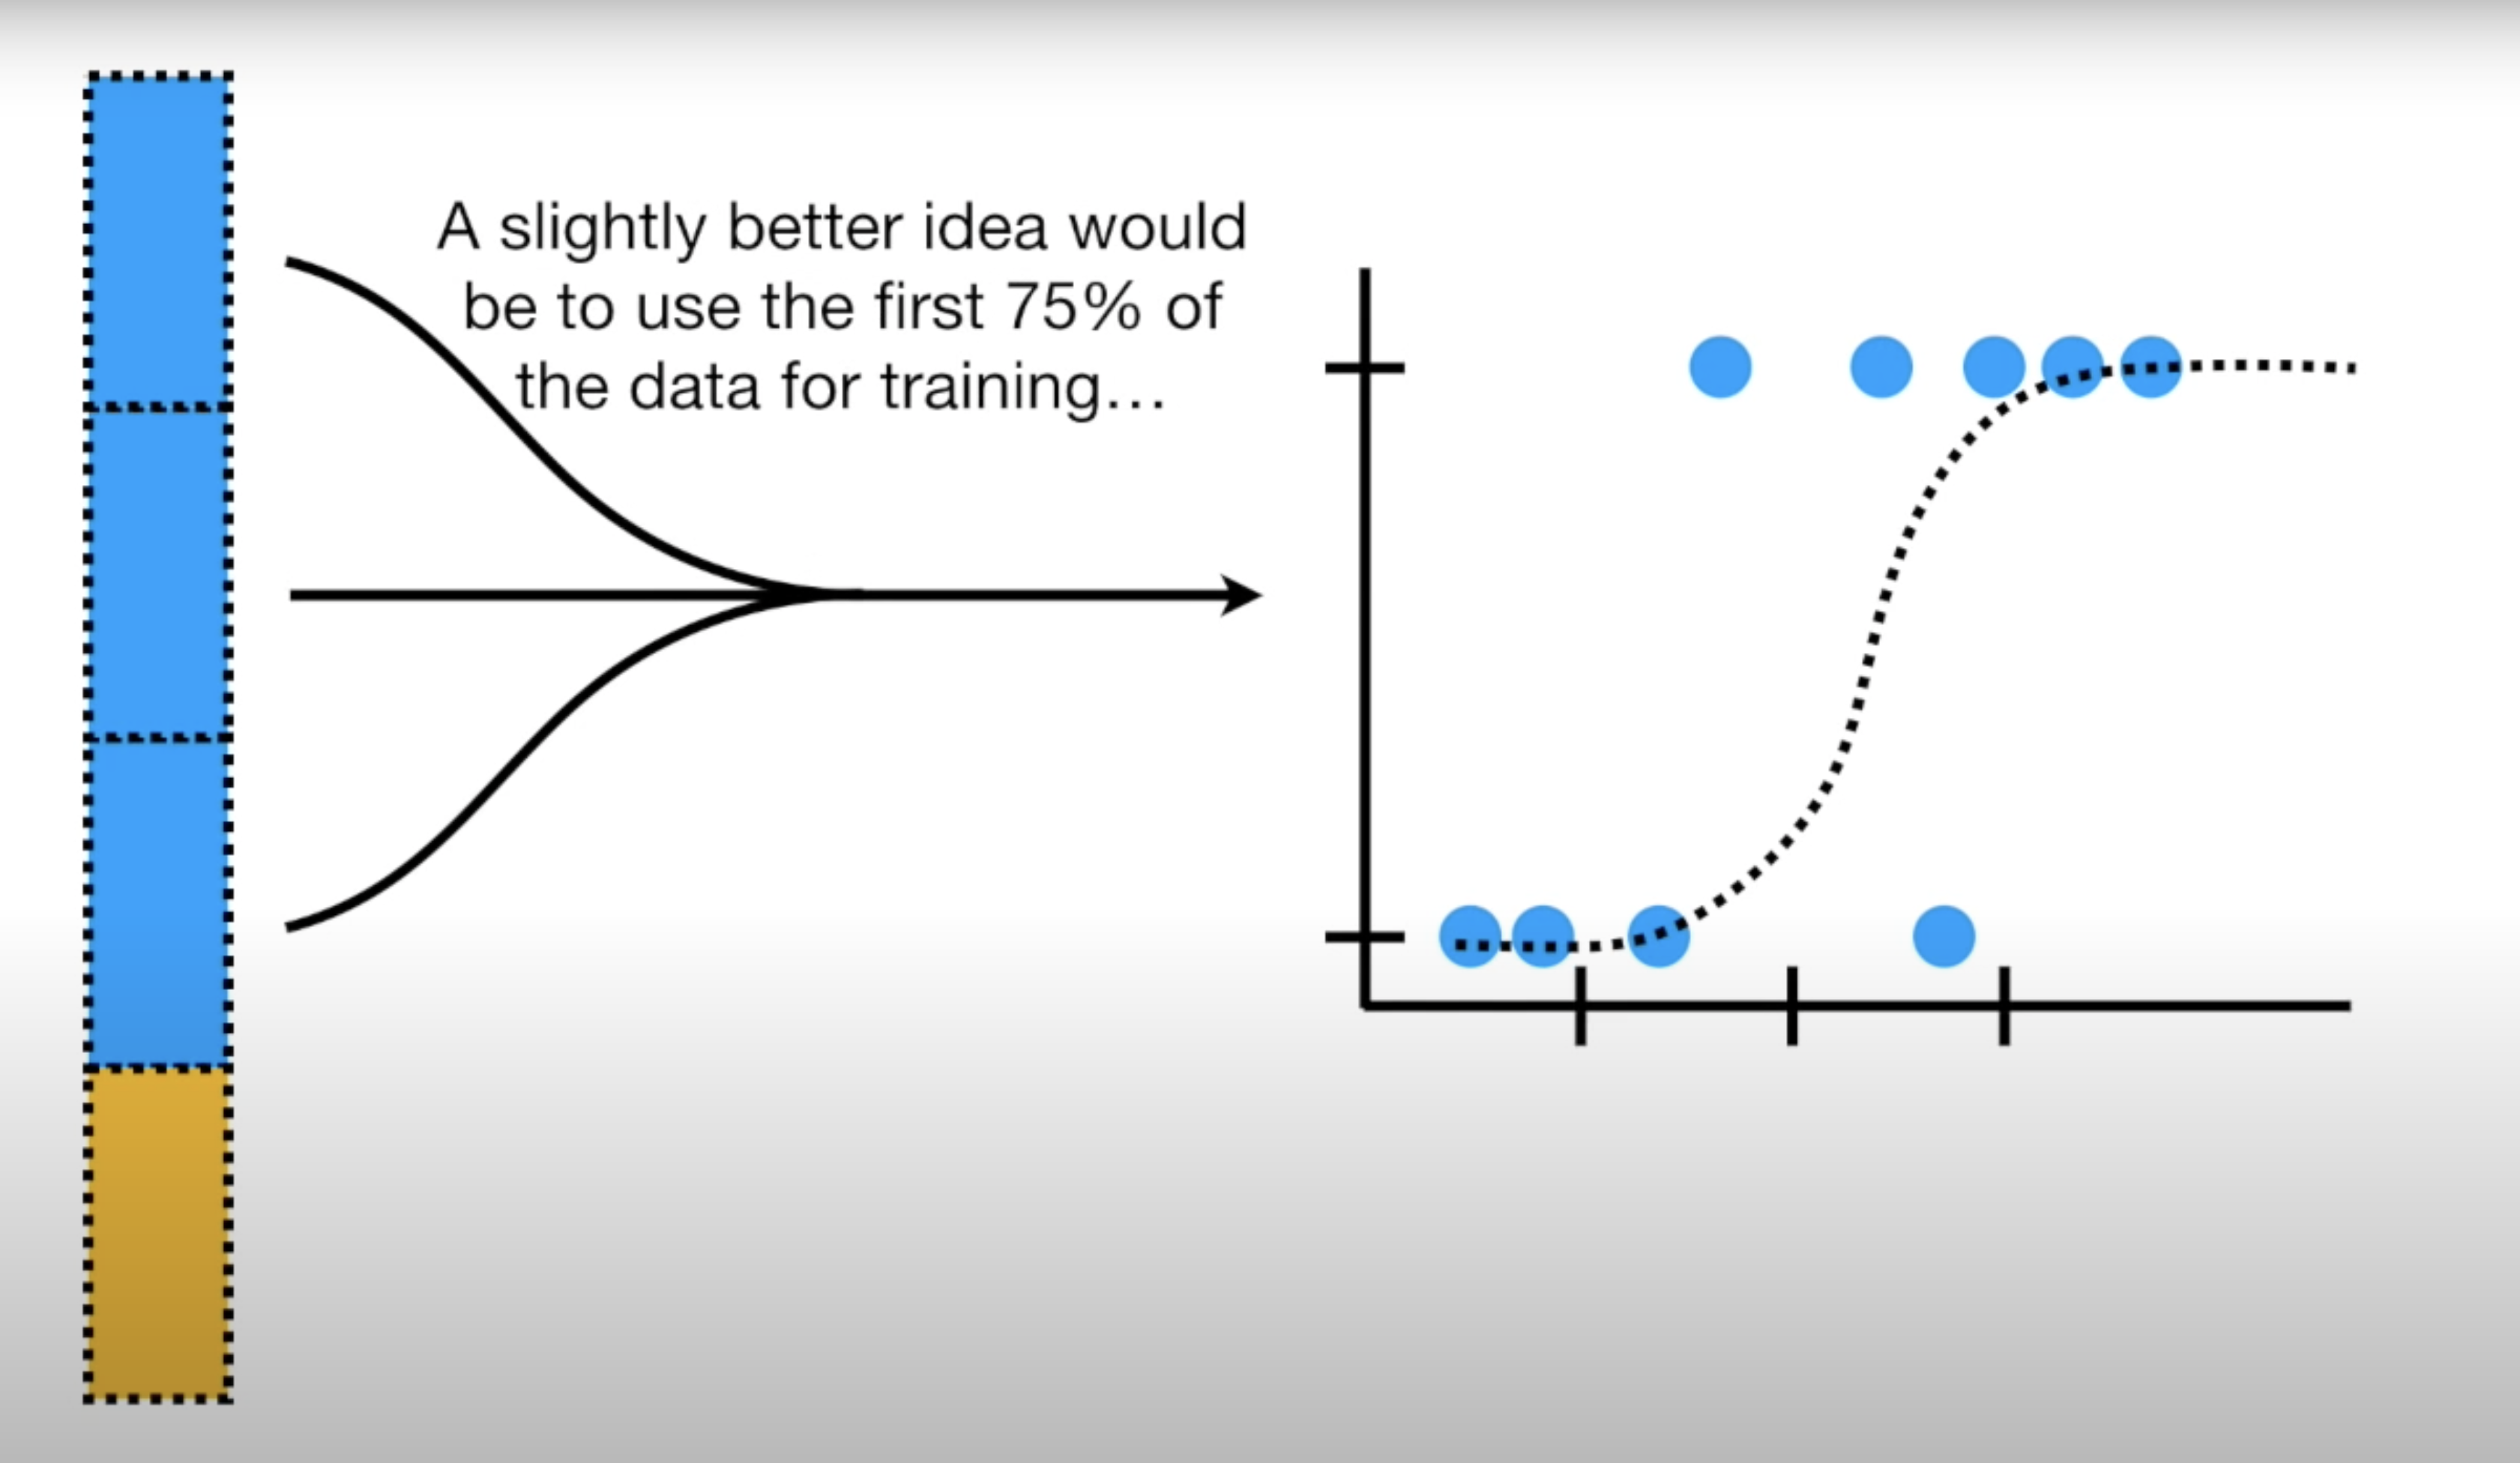 A slightly better idea would
be to use the first 75% of
the data for training…